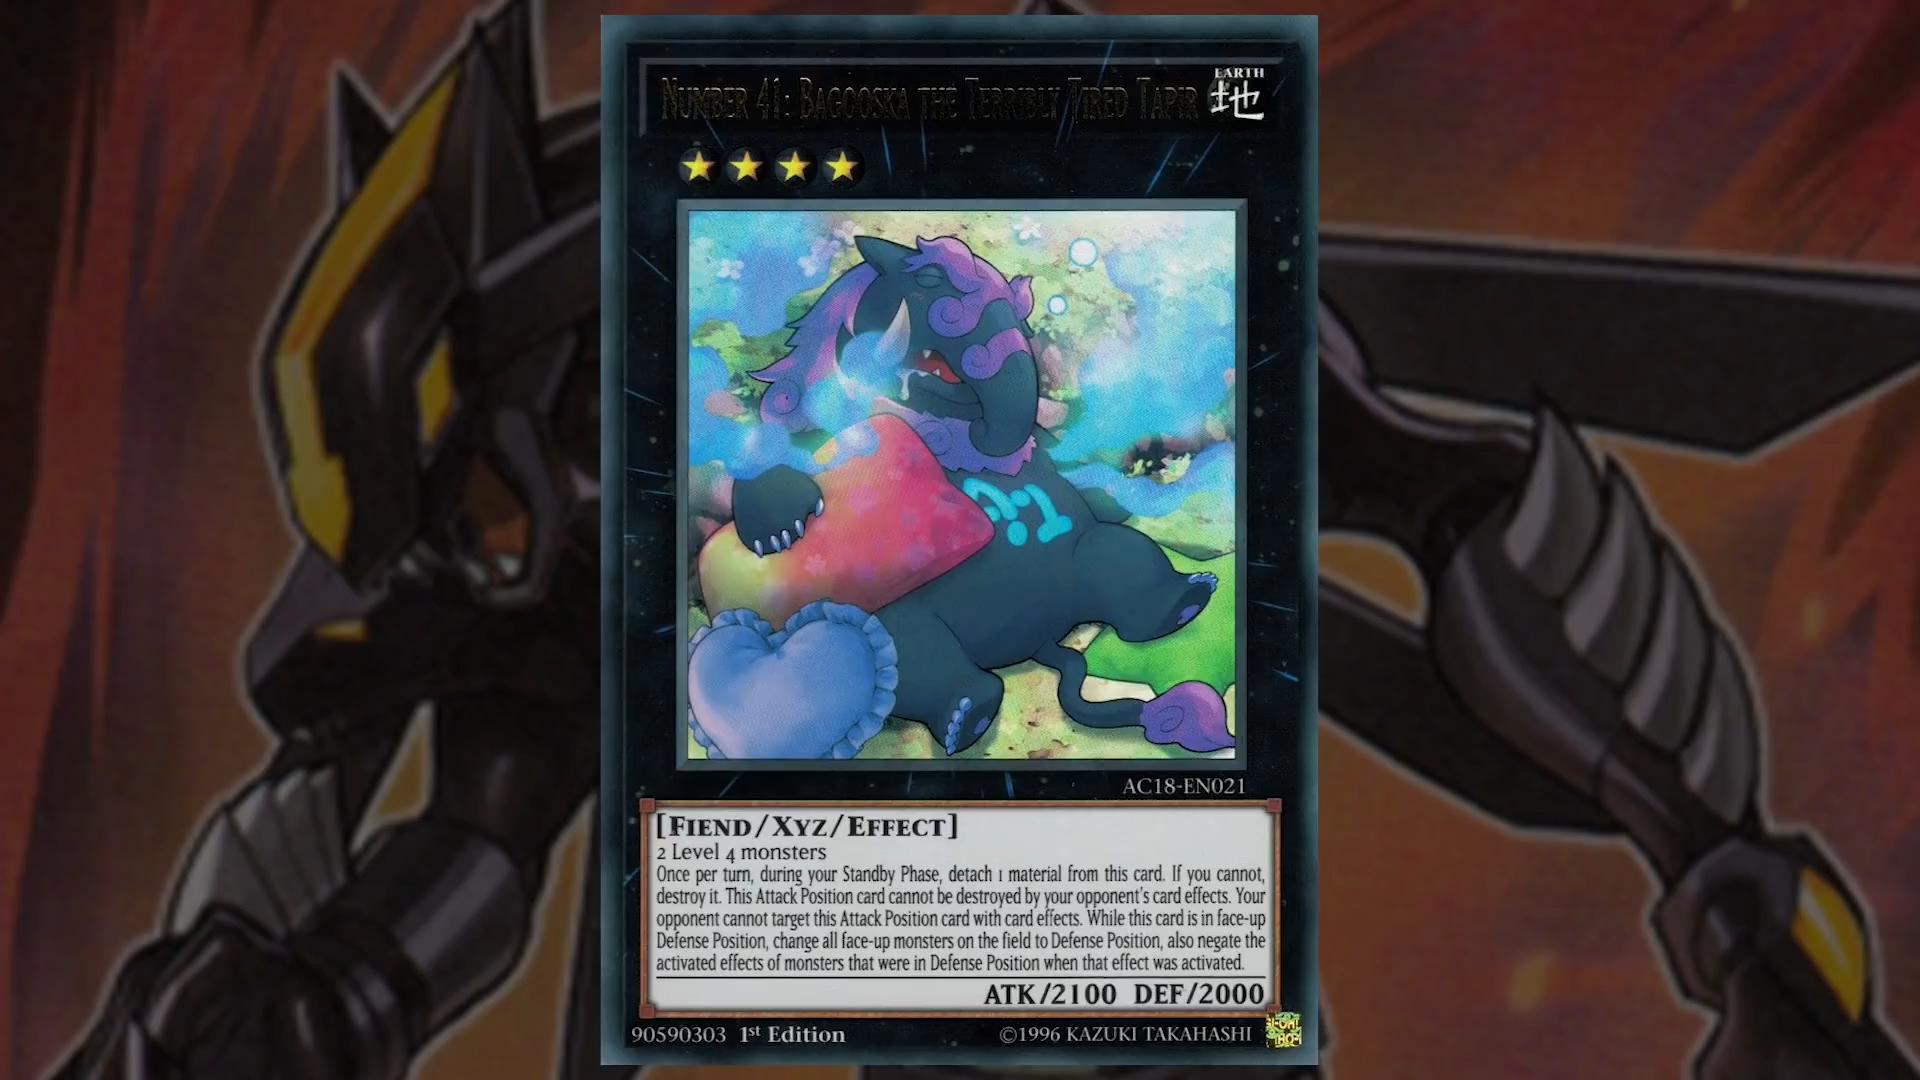 Number 41: Bagooska the Terribly Tired Tapir
EARTH
地
AC18-EN021
[Fiend/Xyz/Effect]
2 Level 4 monsters
Once per turn, during your Standby Phase, detach 1 material from this card. If you cannot,
destroy it. This Attack Position card cannot be destroyed by your opponent's card effects. Your
opponent cannot target this Attack Position card with card effects. While this card is in face-up
Defense Position, change all face-up monsters on the field to Defense Position, also negate the
activated effects of monsters that were in Defense Position when that effect was activated.
ATK/2100 DEF/2000
90590303 1st Edition
©1996 KAZUKI TAKAHASHI